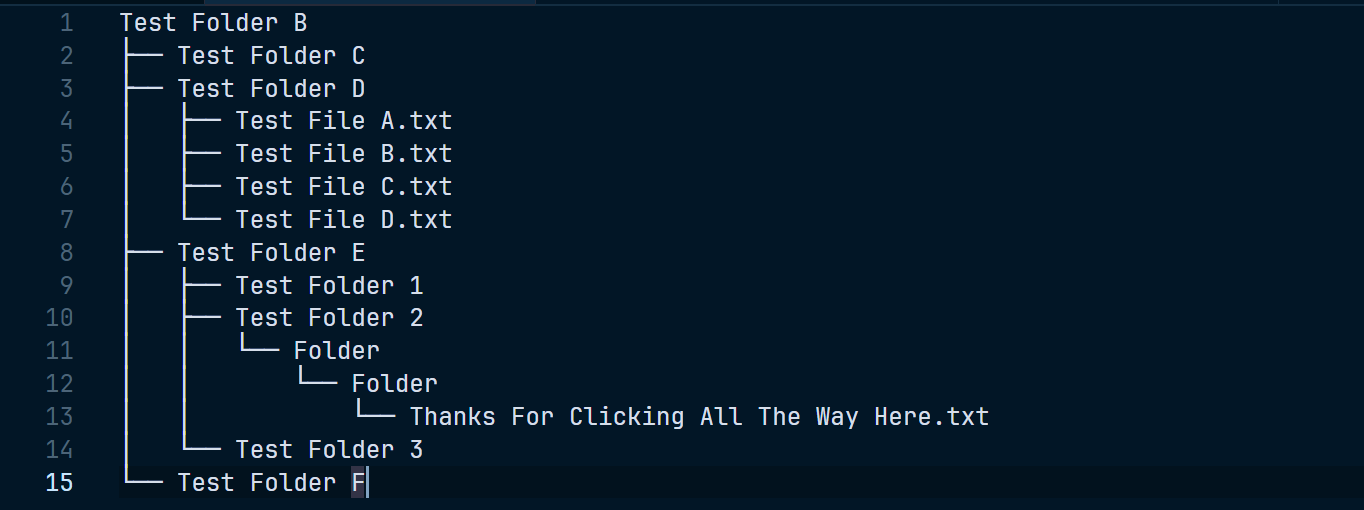 1 Test Folder B
2 ├── Test Folder C
3 ├── Test Folder D
4 │   ├── Test File A.txt
5 │   ├── Test File B.txt
6 │   ├── Test File C.txt
7 │   └── Test File D.txt
8 ├── Test Folder E
9 │   ├── Test Folder 1
10 │   ├── Test Folder 2
11 │   │   └── Folder
12 │   │       └── Folder
13 │   │           └── Thanks For Clicking All The Way Here.txt
14 │   └── Test Folder 3
15 └── Test Folder F